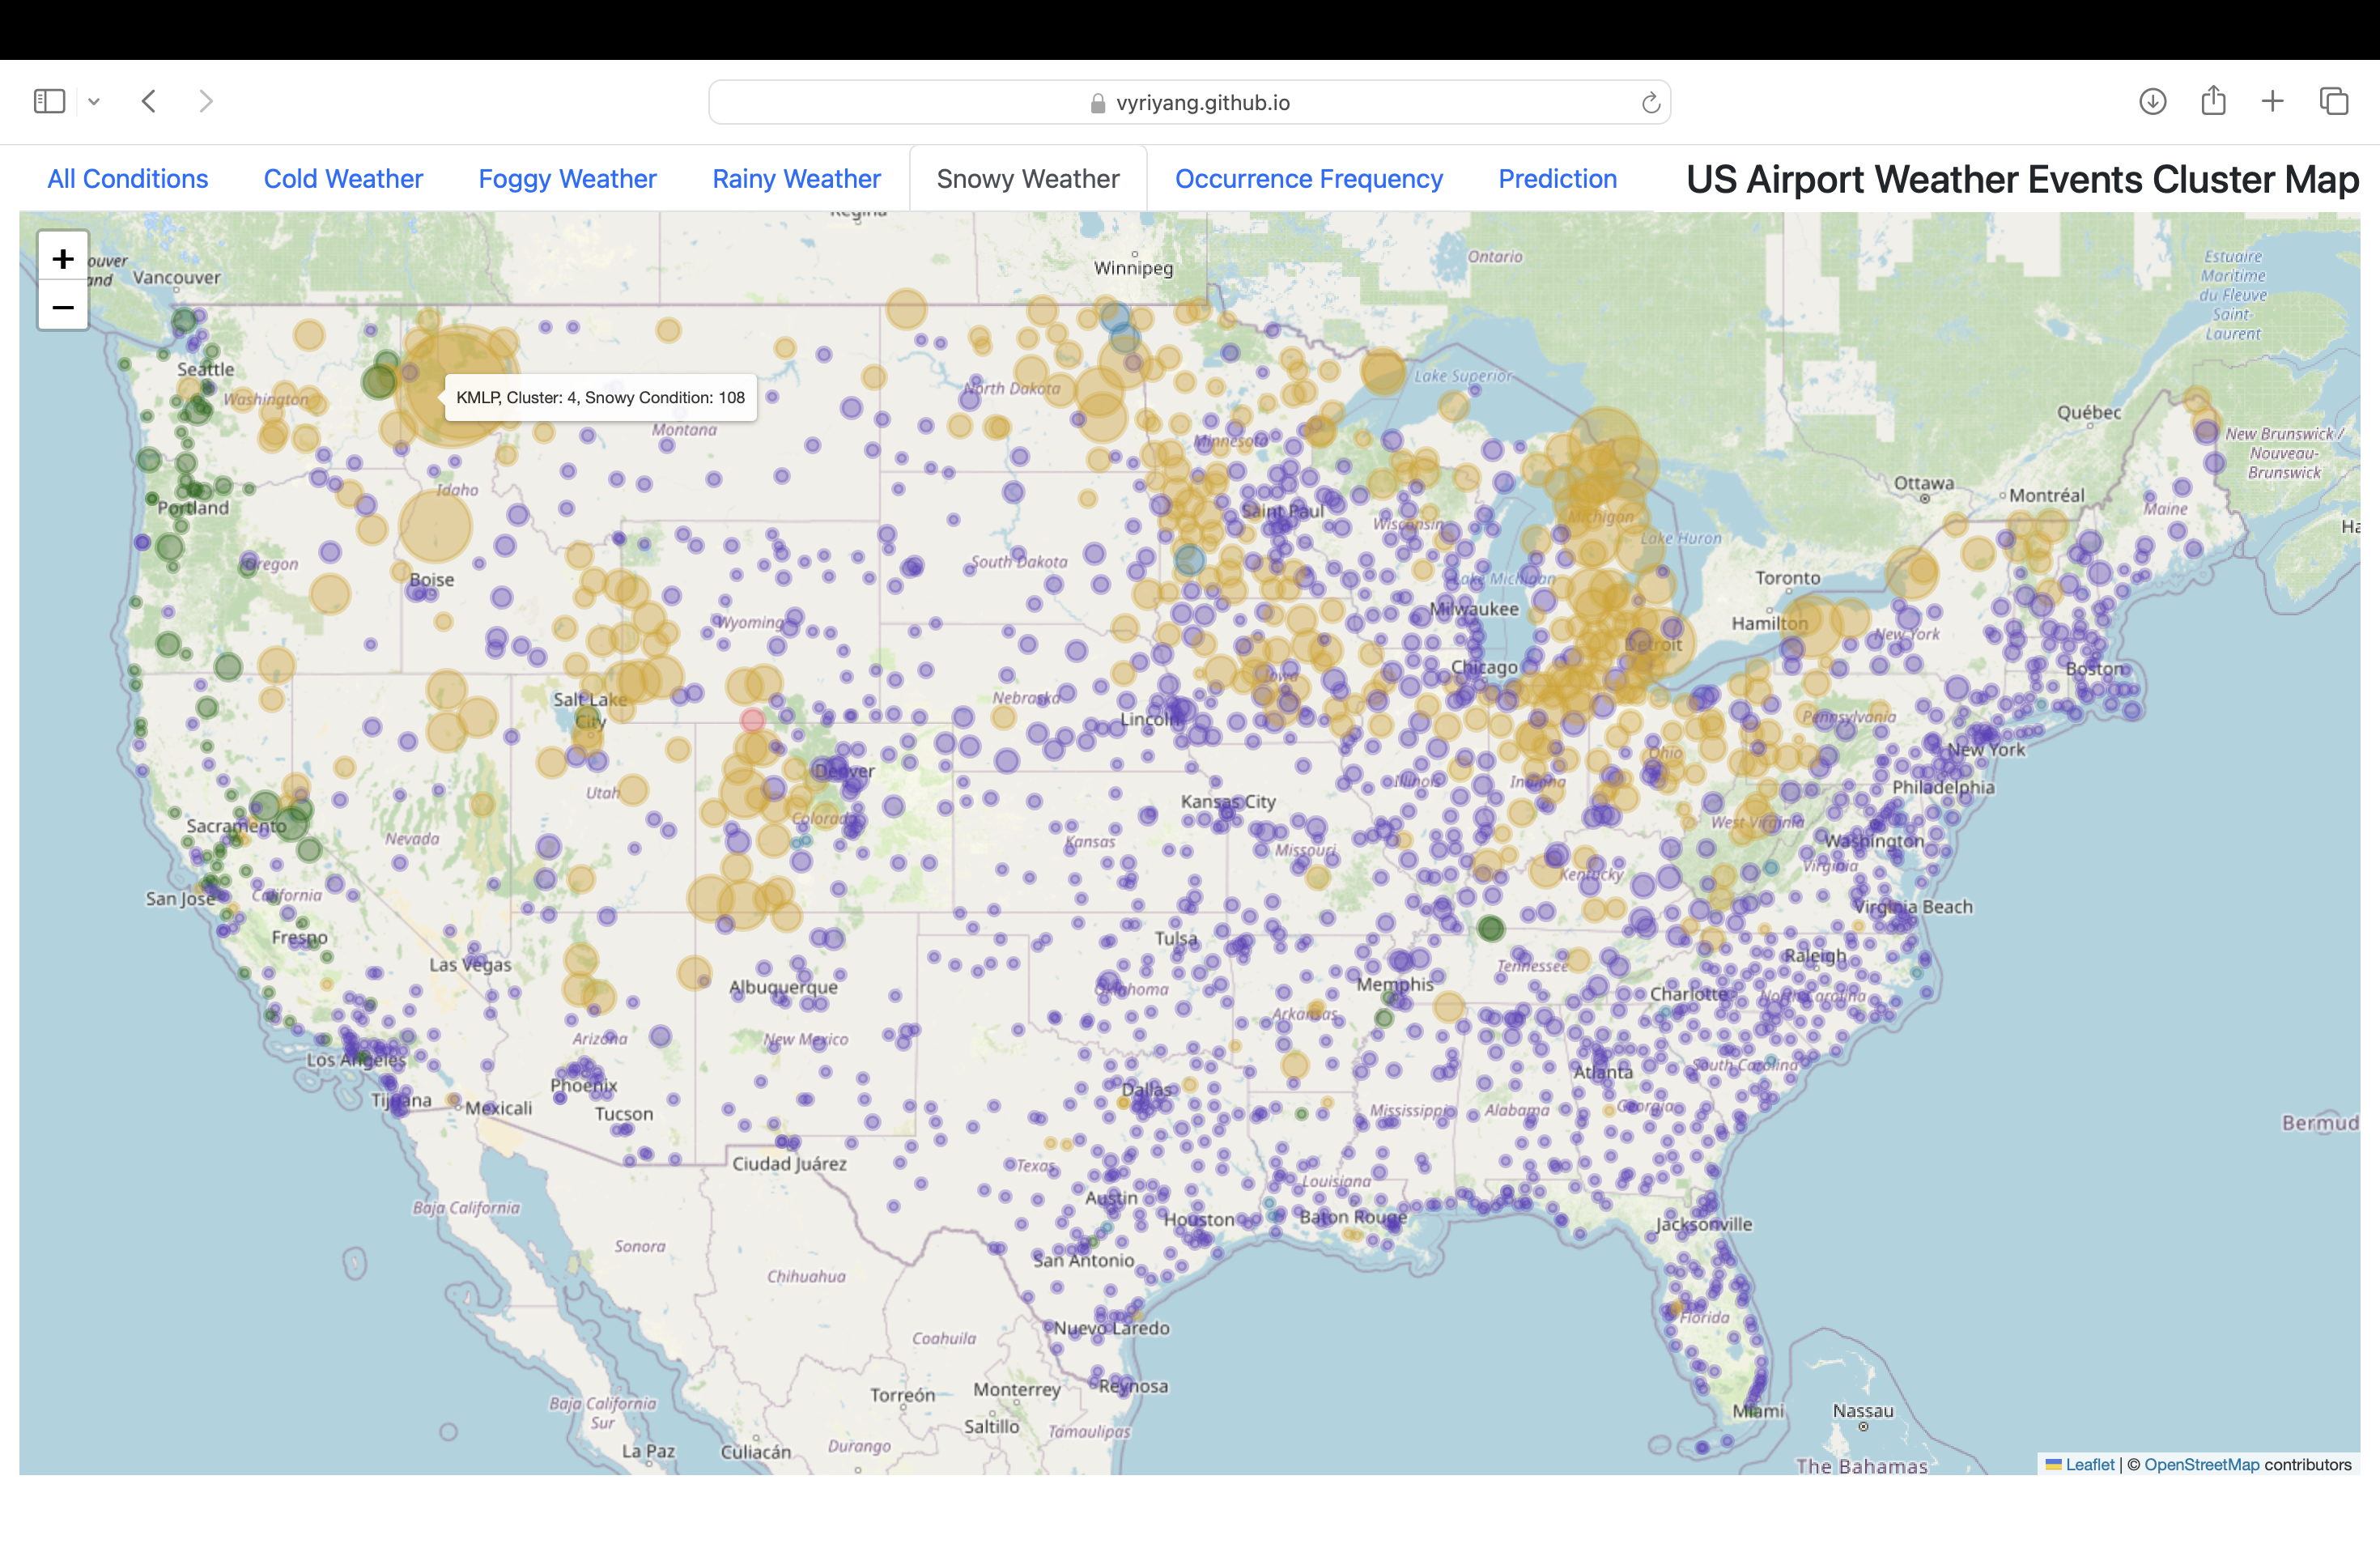 vyriyang.github.io
All Conditions
Cold Weather
Foggy Weather
Rainy Weather
Snowy Weather
Occurrence Frequency
Prediction
US Airport Weather Events Cluster Map
+
−
Vancouver
Winnipeg
Ontario
Estuaire
Maritime
du Fleuve
Saint-
Laurent
Seattle
Washington
KMLP, Cluster: 4, Snowy Condition: 108
Montana
North Dakota
Lake Superior
Minnesota
Québec
New Brunswick /
Nouveau-
Brunswick
Ottawa
Montréal
Maine
Idaho
Portland
Saint Paul
Wisconsin
Michigan
Lake Huron
Oregon
Boise
South Dakota
Lake Michigan
Toronto
Milwaukee
Hamilton
New York
Wyoming
Detroit
Chicago
Boston
Salt Lake
City
Nebraska
Iowa
Lincoln
Pennsylvania
New York
Ohio
Denver
Utah
Illinois
Indiana
Philadelphia
Kansas City
Colorado
Sacramento
Nevada
Kansas
Missouri
West Virginia
Washington
Virginia
San Jose
California
Kentucky
Virginia Beach
Fresno
Tulsa
Las Vegas
Raleigh
Tennessee
Albuquerque
Oklahoma
Memphis
Charlotte
North Carolina
Arkansas
Arizona
New Mexico
Los Angeles
Phoenix
Atlanta
South Carolina
Dallas
Tijuana
Mexicali
Tucson
Mississippi
Alabama
Georgia
Ciudad Juárez
Texas
Louisiana
Baja California
Austin
Houston
Baton Rouge
Jacksonville
Sonora
San Antonio
Chihuahua
Nuevo Laredo
Florida
Coahuila
Reynosa
Torreón
Monterrey
Baja California
Sur
Saltillo
Tamaulipas
Miami
Nassau
La Paz
Culiacán
Durango
The Bahamas
Leaflet | © OpenStreetMap contributors